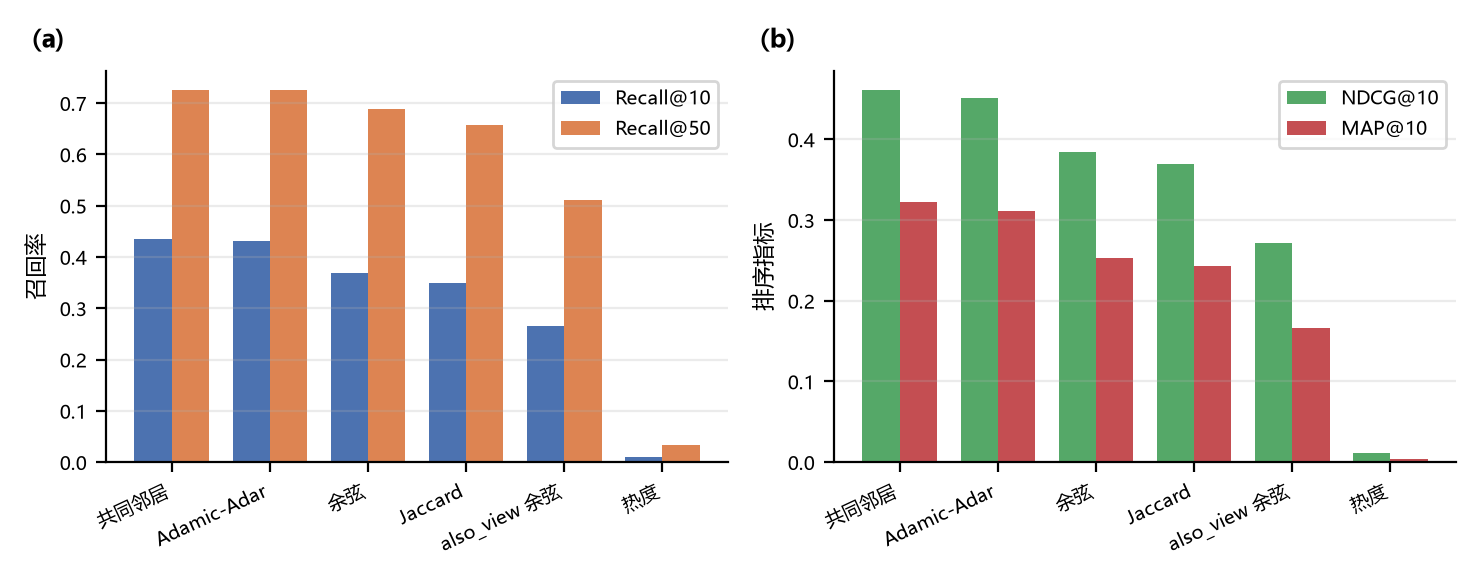 (a)
召回率
0.7
0.6
0.5
0.4
0.3
0.2
0.1
0.0
Recall@10
Recall@50
共同邻居
Adamic-Adar
余弦
Jaccard
also_view 余弦
热度
(b)
排序指标
0.4
0.3
0.2
0.1
0.0
NDCG@10
MAP@10
共同邻居
Adamic-Adar
余弦
Jaccard
also_view 余弦
热度